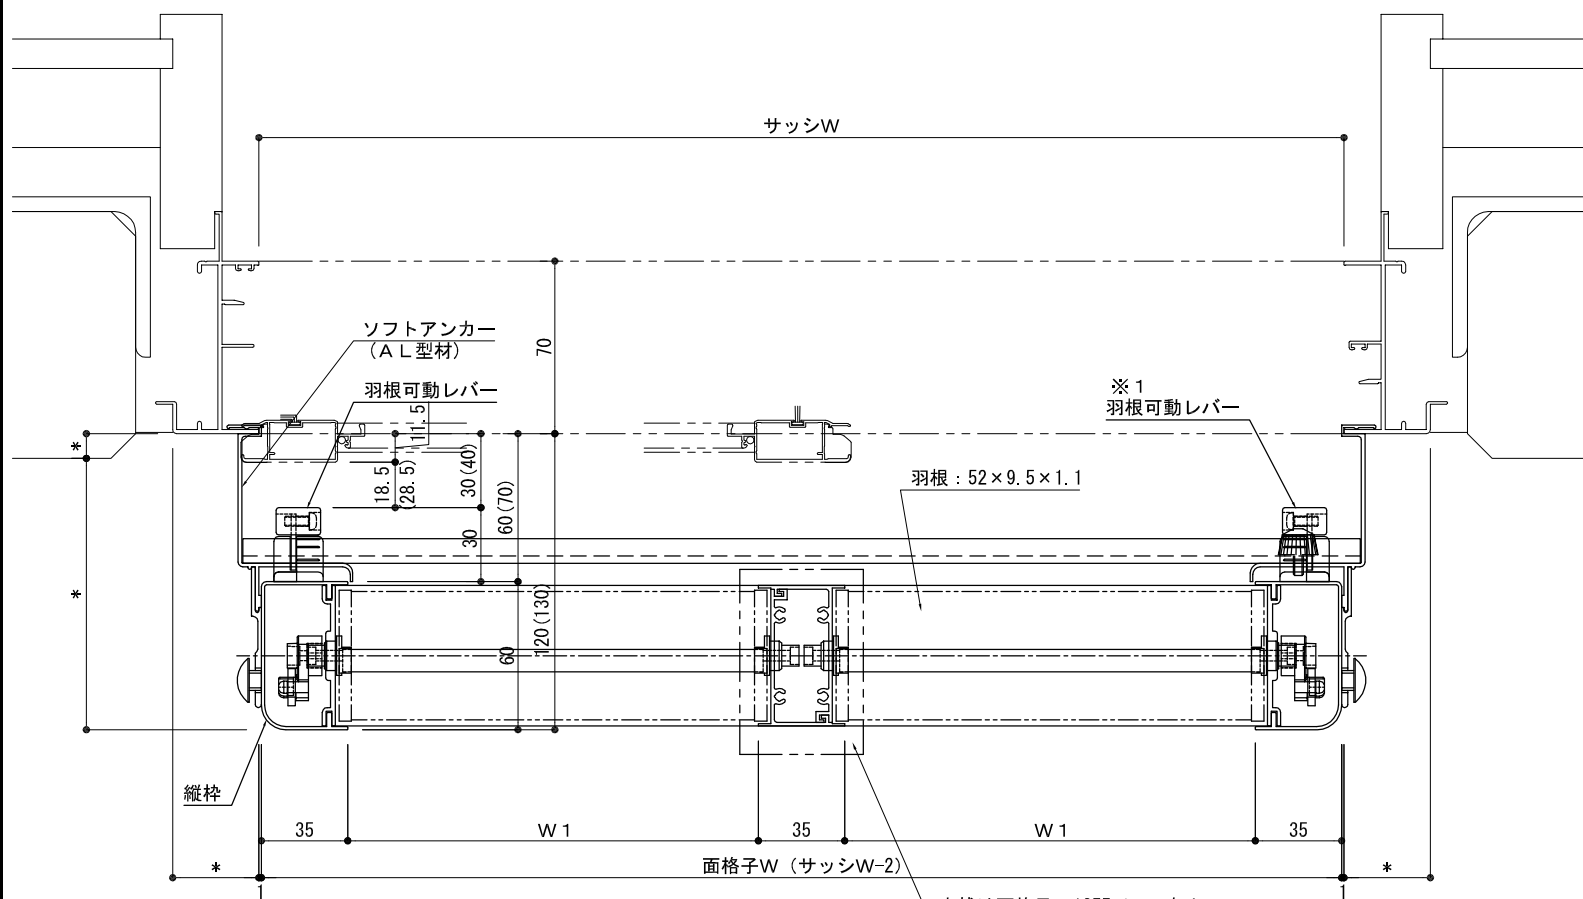 サッシW
70
ソフトアンカー
(AL型材)
羽根可動レバー
※1
羽根可動レバー
11.5
18.5
(28.5)
30(40)
30
60(70)
羽根：52×9.5×1.1
*
*
120(130)
60
縦枠
35
W1
35
W1
35
*
面格子W (サッシW-2)
*
1
1